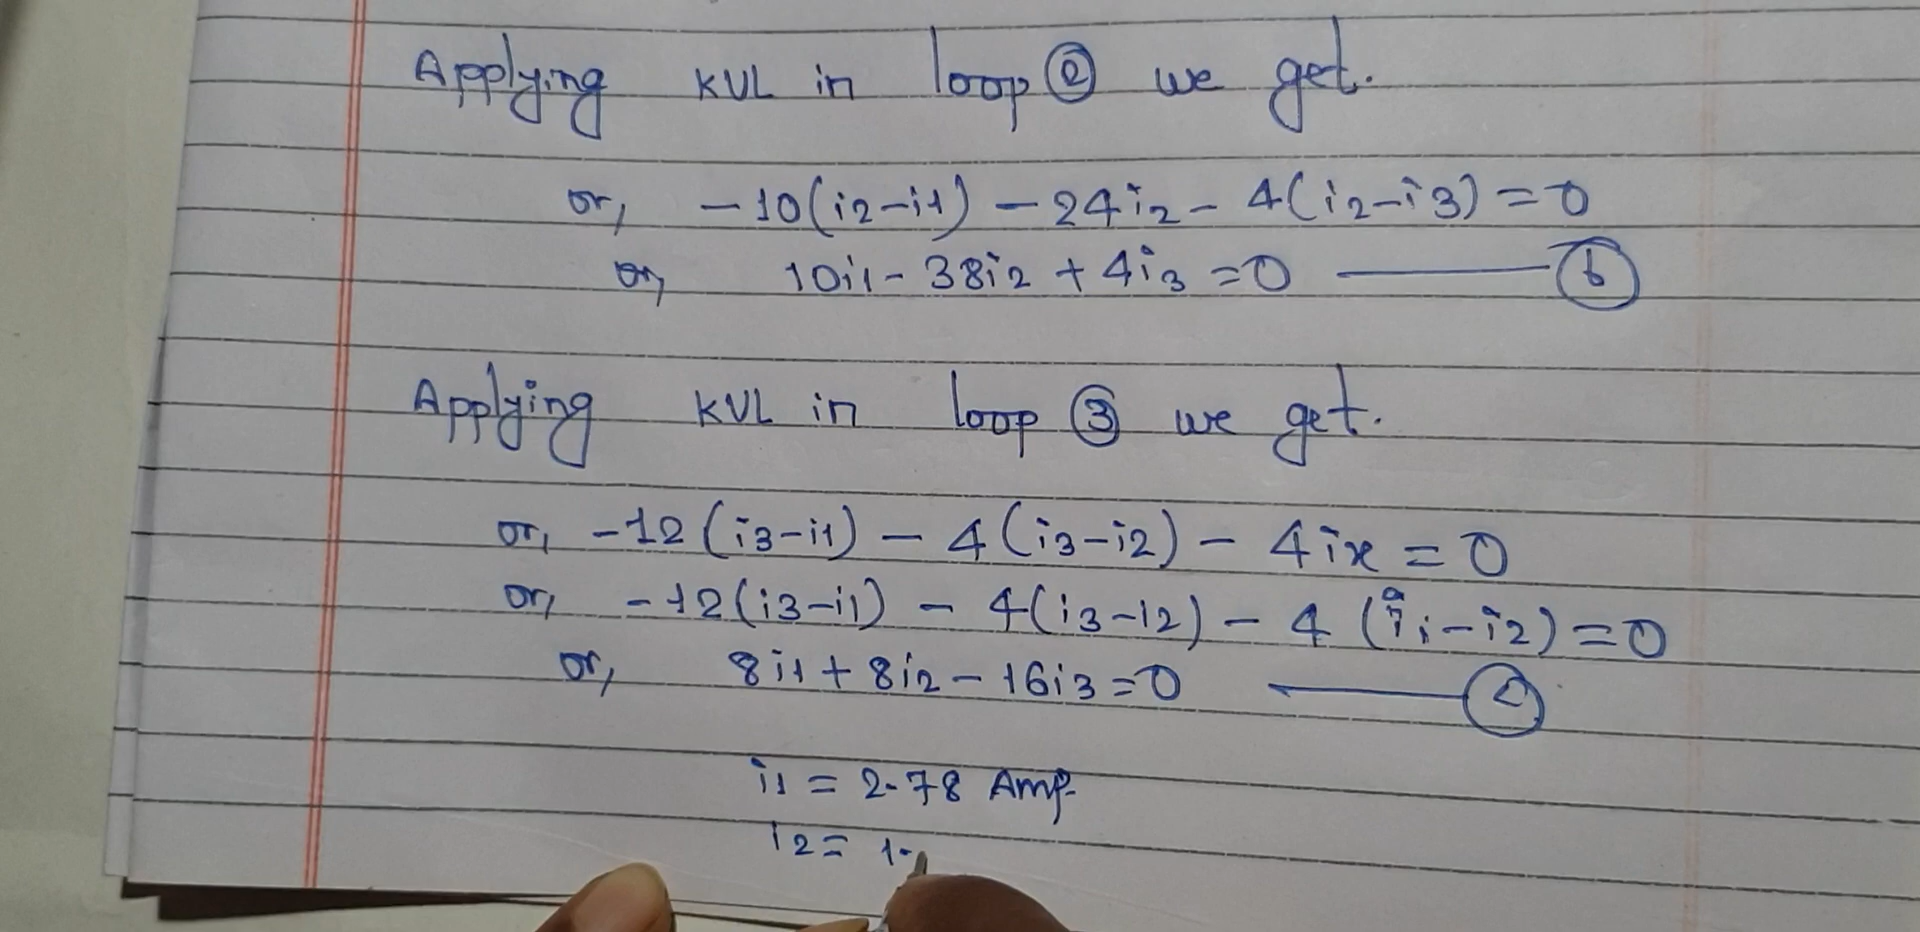 Applying KVL in loop ② we get.
or, -10(i2-i1) - 24i2 - 4(i2-i3) = 0
or, 10i1 - 38i2 + 4i3 = 0 ——— ⓑ
Applying KVL in loop ③ we get.
or, -12(i3-i1) - 4(i3-i2) - 4ix = 0
or, -12(i3-i1) - 4(i3-i2) - 4(i1-i2) = 0
or, 8i1 + 8i2 - 16i3 = 0 ——— ⓒ
i1 = 2.78 Amp.
i2 = 1.